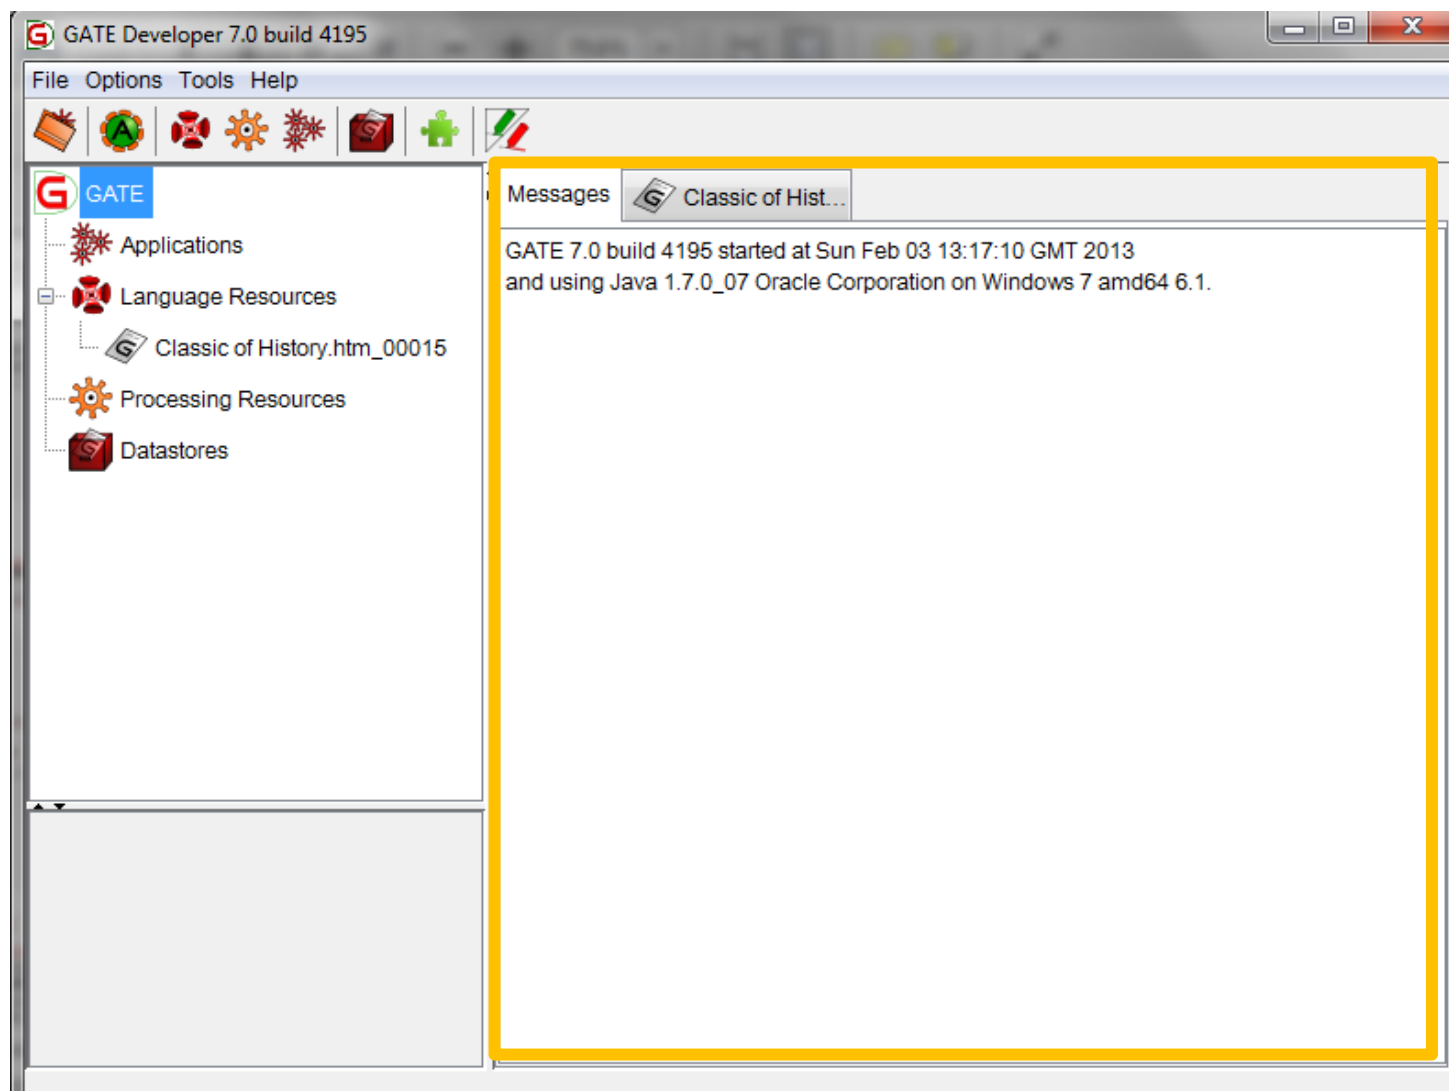 GATE Developer 7.0 build 4195
File Options Tools Help
GATE
Applications
Language Resources
Classic of History.htm_00015
Processing Resources
Datastores
Messages
Classic of Hist...
GATE 7.0 build 4195 started at Sun Feb 03 13:17:10 GMT 2013
and using Java 1.7.0_07 Oracle Corporation on Windows 7 amd64 6.1.